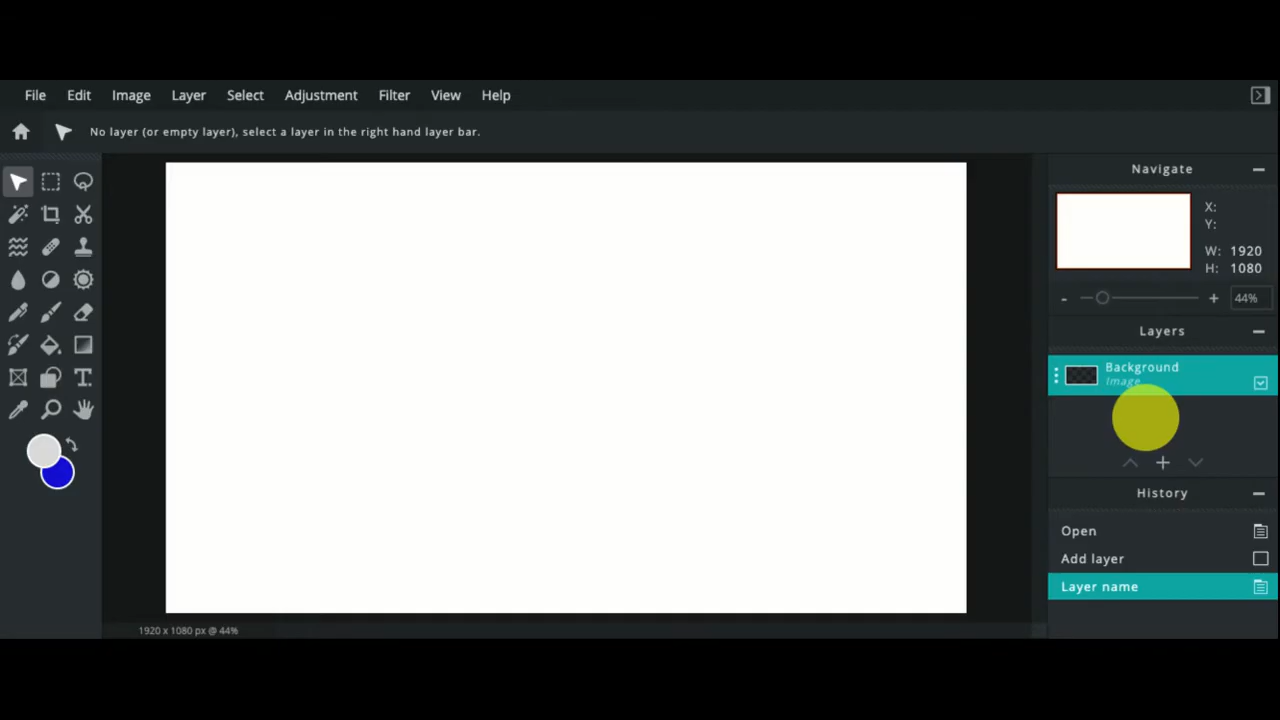 File Edit Image Layer Select Adjustment Filter View Help
No layer (or empty layer), select a layer in the right hand layer bar.
Navigate
X:
Y:
W: 1920
H: 1080
- + 44%
Layers
Background
Image
+
History
Open
Add layer
Layer name
T
1920 x 1080 px @ 44%